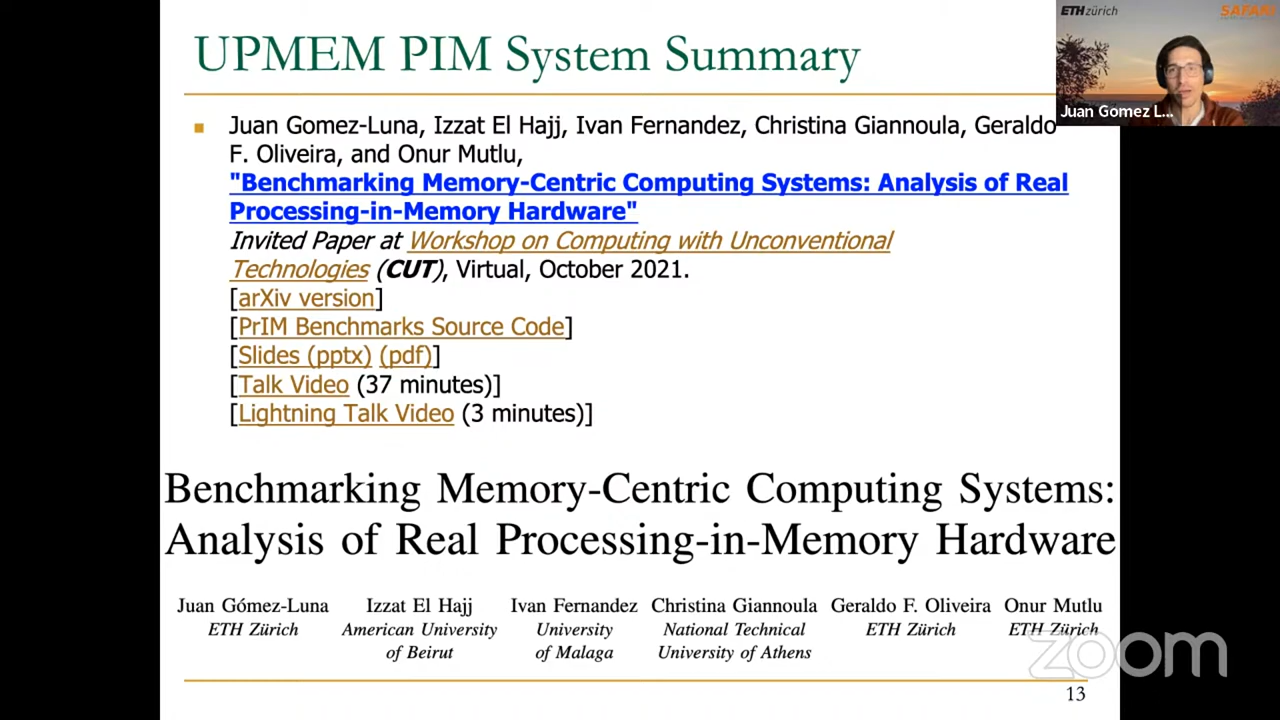 UPMEM PIM System Summary
ETH zürich
SAFARI
Juan Gomez L...
Juan Gomez-Luna, Izzat El Hajj, Ivan Fernandez, Christina Giannoula, Geraldo
F. Oliveira, and Onur Mutlu,
"Benchmarking Memory-Centric Computing Systems: Analysis of Real
Processing-in-Memory Hardware"
Invited Paper at Workshop on Computing with Unconventional
Technologies (CUT), Virtual, October 2021.
[arXiv version]
[PrIM Benchmarks Source Code]
[Slides (pptx) (pdf)]
[Talk Video (37 minutes)]
[Lightning Talk Video (3 minutes)]
Benchmarking Memory-Centric Computing Systems:
Analysis of Real Processing-in-Memory Hardware
Juan Gómez-Luna Izzat El Hajj Ivan Fernandez Christina Giannoula Geraldo F. Oliveira Onur Mutlu
ETH Zürich American University University National Technical ETH Zürich ETH Zürich
of Beirut of Malaga University of Athens
zoom
13